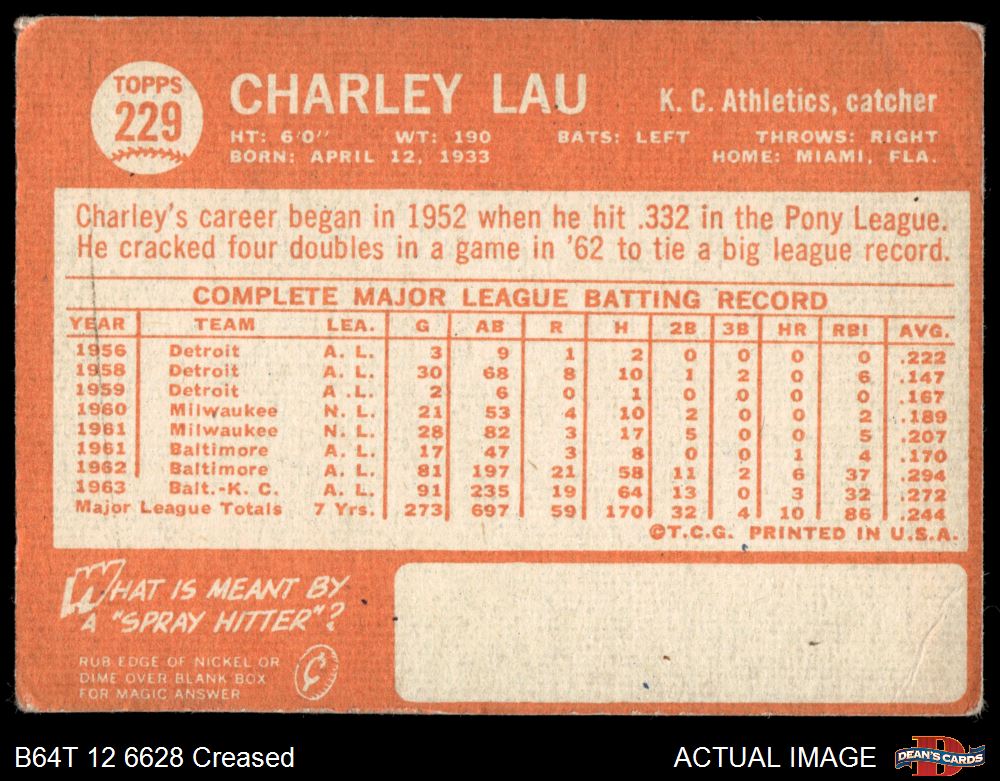 TOPPS
229
CHARLEY LAU
K. C. Athletics, catcher
HT: 6'0" WT: 190 BATS: LEFT THROWS: RIGHT
BORN: APRIL 12, 1933 HOME: MIAMI, FLA.
Charley's career began in 1952 when he hit .332 in the Pony League.
He cracked four doubles in a game in '62 to tie a big league record.
COMPLETE MAJOR LEAGUE BATTING RECORD
YEAR TEAM LEA. G AB R H 2B 3B HR RBI AVG.
1956 Detroit A. L. 3 9 1 2 0 0 0 0 .222
1958 Detroit A. L. 30 68 8 10 1 2 0 6 .147
1959 Detroit A .L. 2 6 0 1 0 0 0 0 .167
1960 Milwaukee N. L. 21 53 4 10 2 0 0 2 .189
1961 Milwaukee N. L. 28 82 3 17 5 0 0 5 .207
1961 Baltimore A. L. 17 47 3 8 0 0 1 4 .170
1962 Baltimore A. L. 81 197 21 58 11 2 6 37 .294
1963 Balt.-K. C. A. L. 91 235 19 64 13 0 3 32 .272
Major League Totals 7 Yrs. 273 697 59 170 32 4 10 86 .244
©T.C.G. PRINTED IN U.S.A.
WHAT IS MEANT BY
A "SPRAY HITTER"?
RUB EDGE OF NICKEL OR
DIME OVER BLANK BOX
FOR MAGIC ANSWER
B64T 12 6628 Creased
ACTUAL IMAGE
DEAN'S CARDS